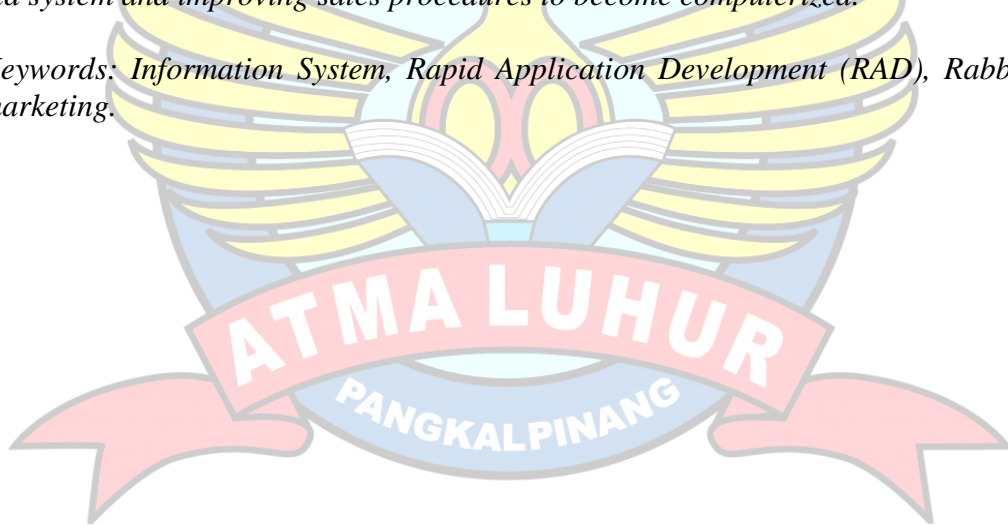 system and improving sales procedures to become computerized.
Keywords: Information System, Rapid Application Development (RAD), Rabb
marketing.
ATMA LUHUR
PANGKALPINANG